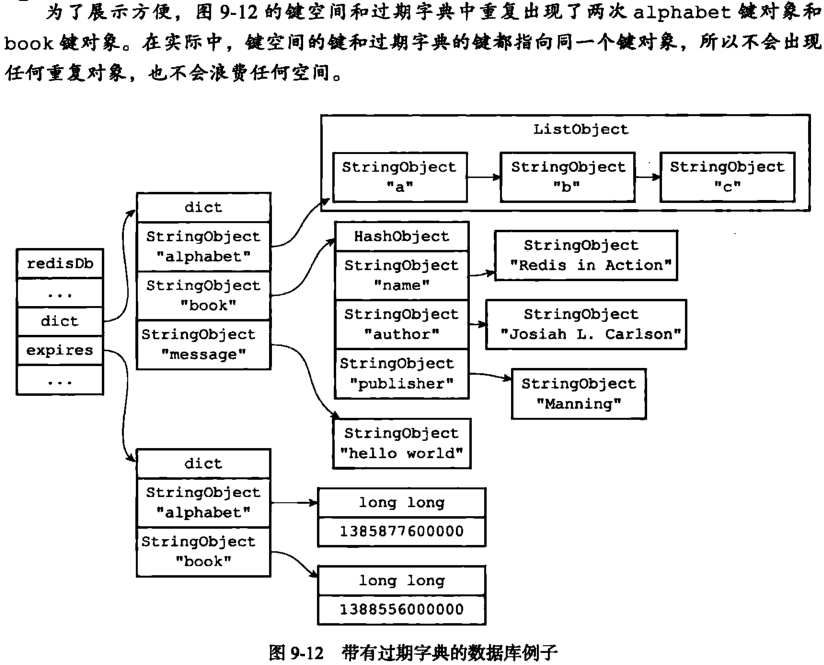 为了展示方便，图 9-12 的键空间和过期字典中重复出现了两次 alphabet 键对象和
book 键对象。在实际中，键空间的键和过期字典的键都指向同一个键对象，所以不会出现
任何重复对象，也不会浪费任何空间。
ListObject
StringObject
"a"
StringObject
"b"
StringObject
"c"
redisDb
...
dict
expires
...
dict
StringObject
"alphabet"
StringObject
"book"
StringObject
"message"
HashObject
StringObject
"name"
StringObject
"author"
StringObject
"publisher"
StringObject
"Redis in Action"
StringObject
"Josiah L. Carlson"
StringObject
"Manning"
StringObject
"hello world"
dict
StringObject
"alphabet"
StringObject
"book"
long long
1385877600000
long long
1388556000000
图 9-12 带有过期字典的数据库例子